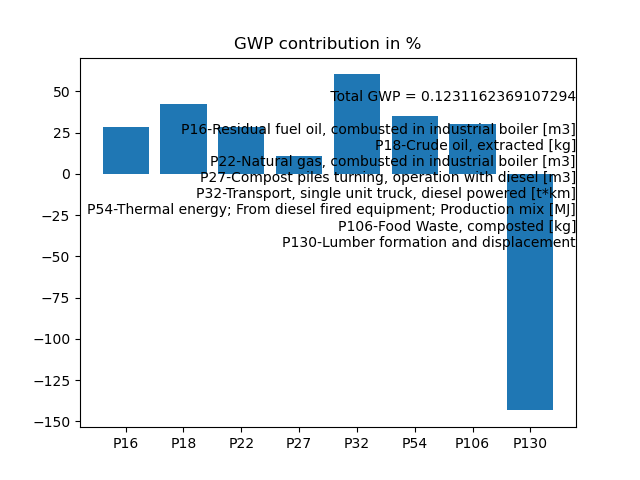 GWP contribution in %
50
25
0
−25
−50
−75
−100
−125
−150
Total GWP = 0.1231162369107294
P16-Residual fuel oil, combusted in industrial boiler [m3]
P18-Crude oil, extracted [kg]
P22-Natural gas, combusted in industrial boiler [m3]
P27-Compost piles turning, operation with diesel [m3]
P32-Transport, single unit truck, diesel powered [t*km]
P54-Thermal energy; From diesel fired equipment; Production mix [MJ]
P106-Food Waste, composted [kg]
P130-Lumber formation and displacement
P16 P18 P22 P27 P32 P54 P106 P130